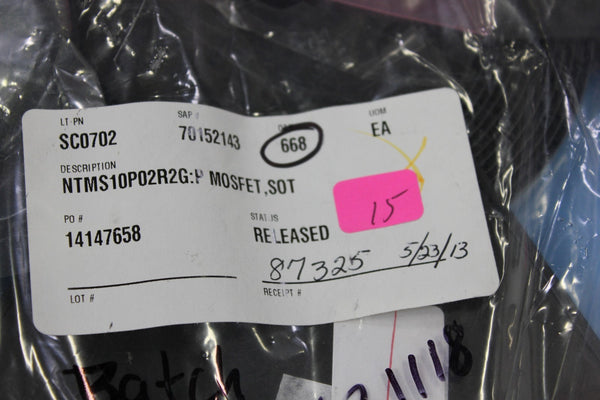 LT-PN SAP # UOM
SC0702 70152143 668 EA
DESCRIPTION
NTMS10P02R2G:P MOSFET,SOT
15
PO # STATUS
14147658 RELEASED
87325 5/23/13
LOT # RECEIPT #
Batch